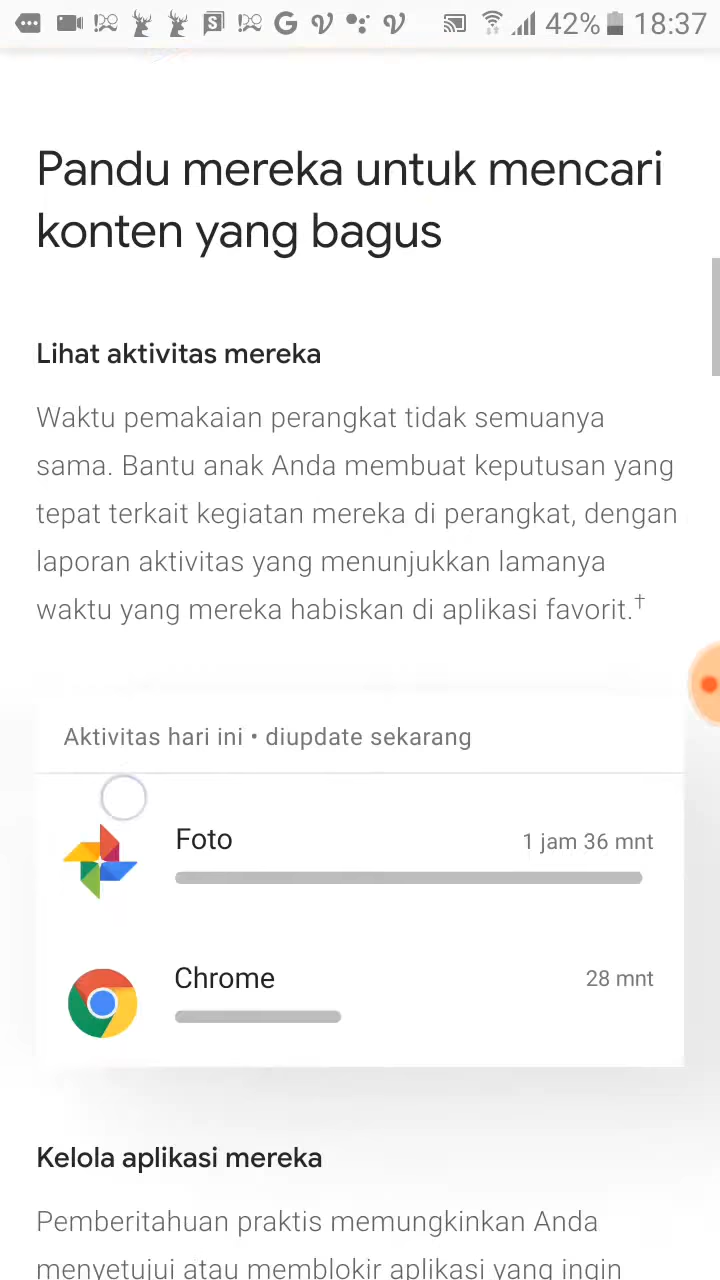 42% 18:37
Pandu mereka untuk mencari
konten yang bagus
Lihat aktivitas mereka
Waktu pemakaian perangkat tidak semuanya
sama. Bantu anak Anda membuat keputusan yang
tepat terkait kegiatan mereka di perangkat, dengan
laporan aktivitas yang menunjukkan lamanya
waktu yang mereka habiskan di aplikasi favorit.†
Aktivitas hari ini • diupdate sekarang
Foto 1 jam 36 mnt
Chrome 28 mnt
Kelola aplikasi mereka
Pemberitahuan praktis memungkinkan Anda
menyetujui atau memblokir aplikasi yang ingin